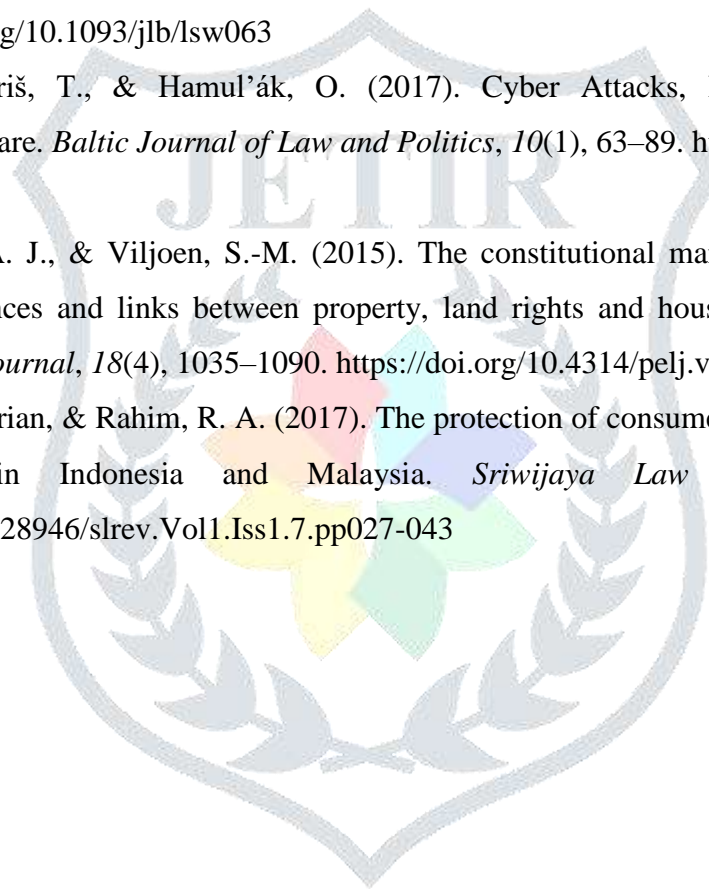 g/10.1093/jlb/lsw063
riš, T., & Hamul’ák, O. (2017). Cyber Attacks,
are. Baltic Journal of Law and Politics, 10(1), 63–89. h
JETIR
A. J., & Viljoen, S.-M. (2015). The constitutional ma
nces and links between property, land rights and hous
ournal, 18(4), 1035–1090. https://doi.org/10.4314/pelj.v
rian, & Rahim, R. A. (2017). The protection of consume
in Indonesia and Malaysia. Sriwijaya Law
28946/slrev.Vol1.Iss1.7.pp027-043